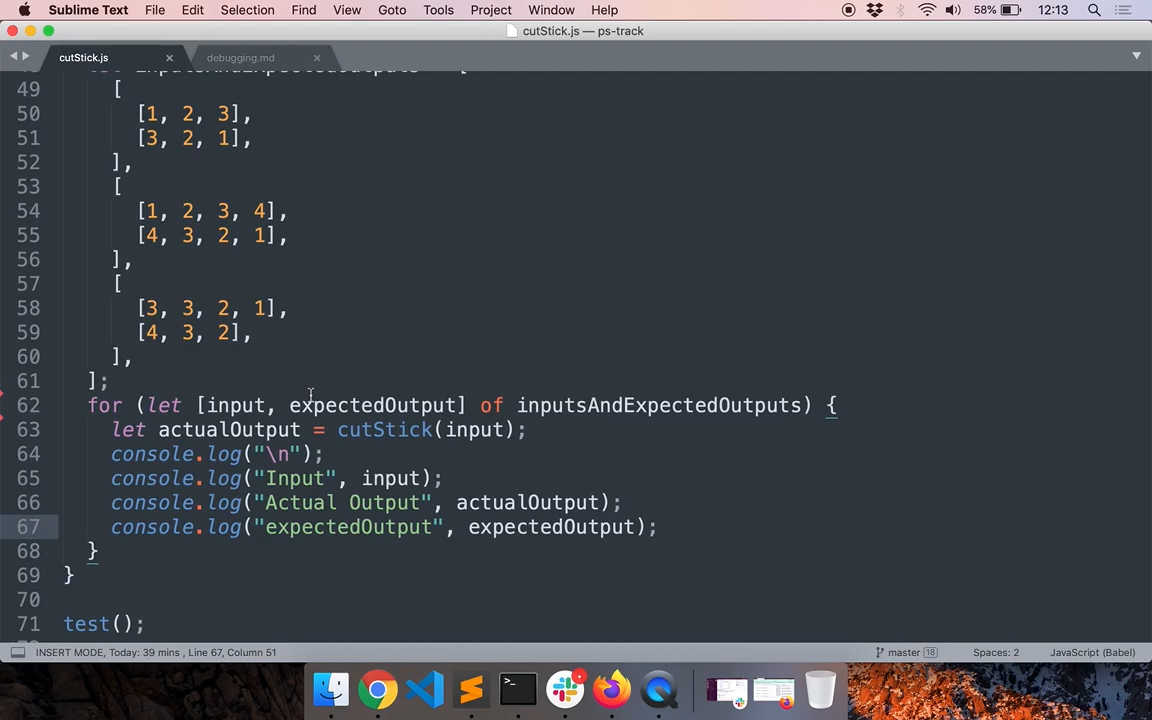 Sublime Text File Edit Selection Find View Goto Tools Project Window Help 58% 12:13
cutStick.js — ps-track
cutStick.js debugging.md
49 [
50 [1, 2, 3],
51 [3, 2, 1],
52 ],
53 [
54 [1, 2, 3, 4],
55 [4, 3, 2, 1],
56 ],
57 [
58 [3, 3, 2, 1],
59 [4, 3, 2],
60 ],
61 ];
62 for (let [input, expectedOutput] of inputsAndExpectedOutputs) {
63 let actualOutput = cutStick(input);
64 console.log("\n");
65 console.log("Input", input);
66 console.log("Actual Output", actualOutput);
67 console.log("expectedOutput", expectedOutput);
68 }
69 }
70
71 test();
INSERT MODE, Today: 39 mins , Line 67, Column 51 master 18 Spaces: 2 JavaScript (Babel)